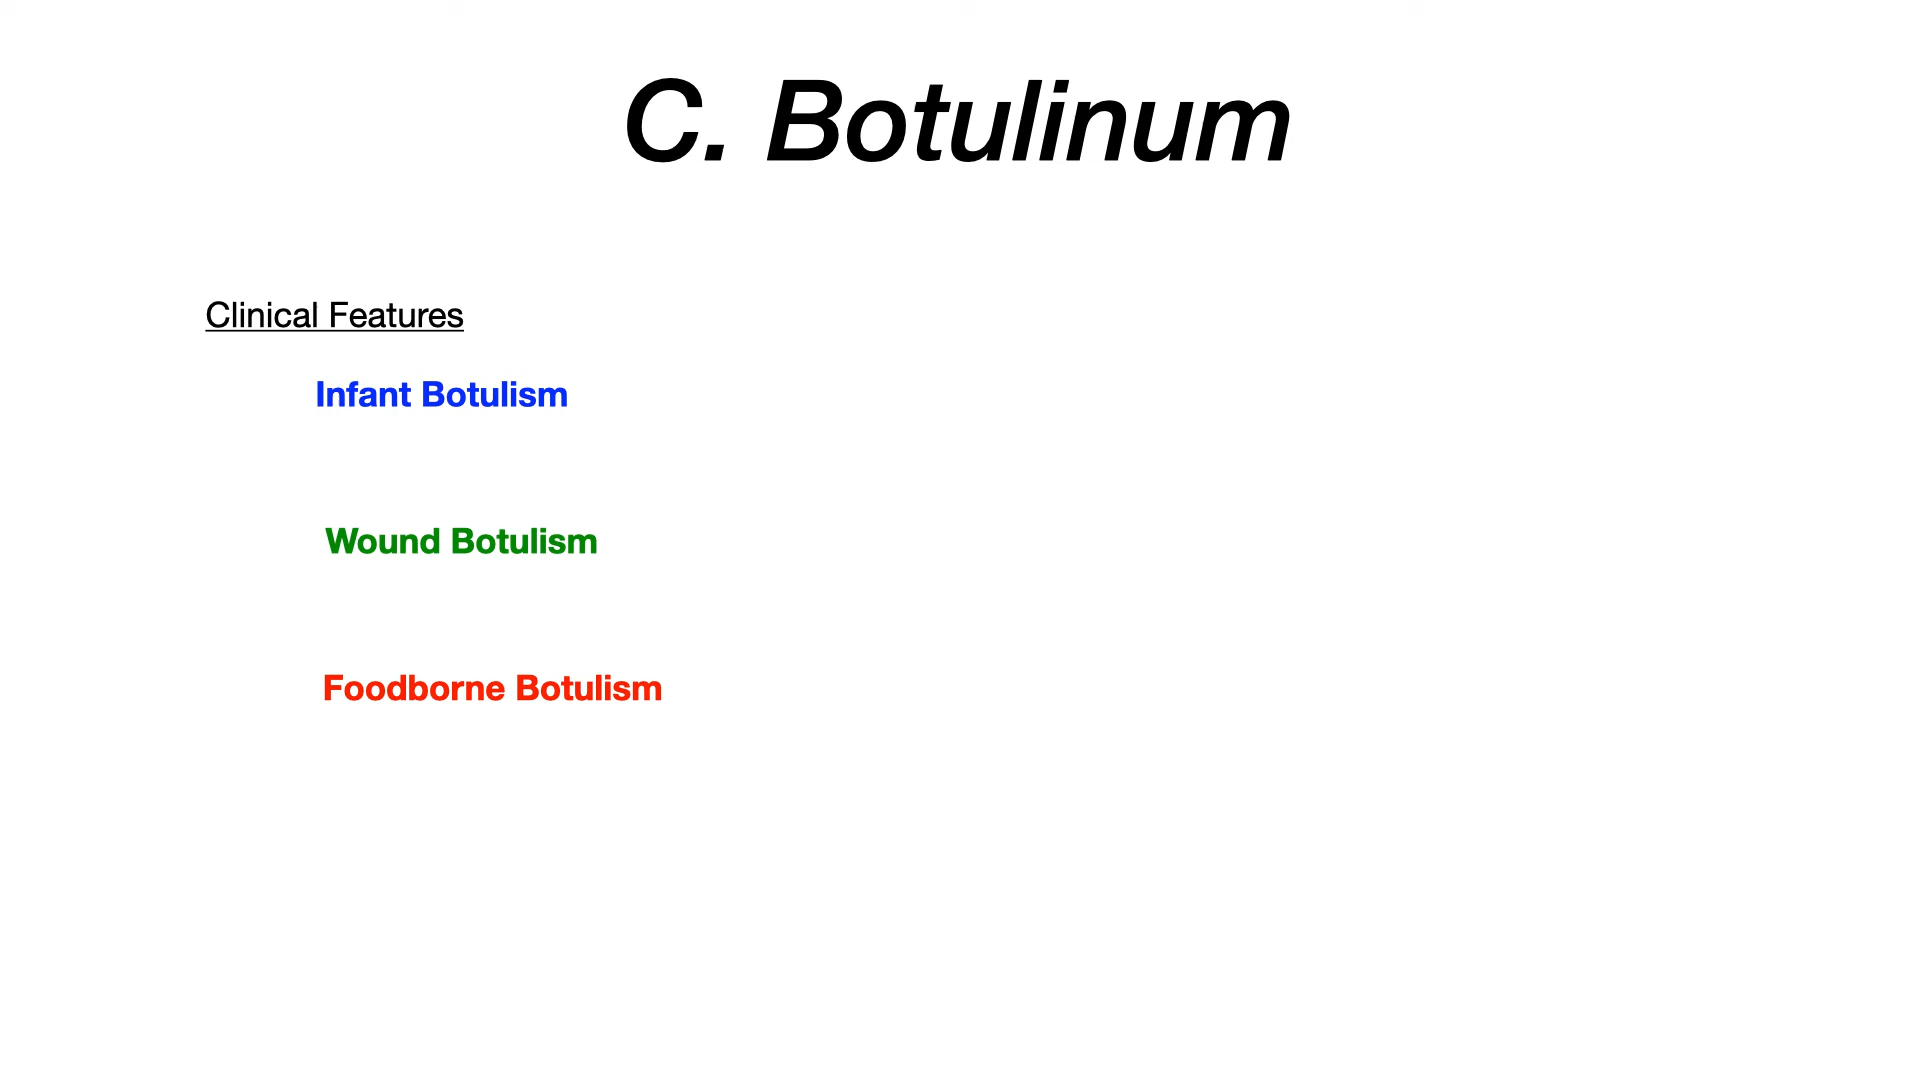 C. Botulinum
Clinical Features
Infant Botulism
Wound Botulism
Foodborne Botulism